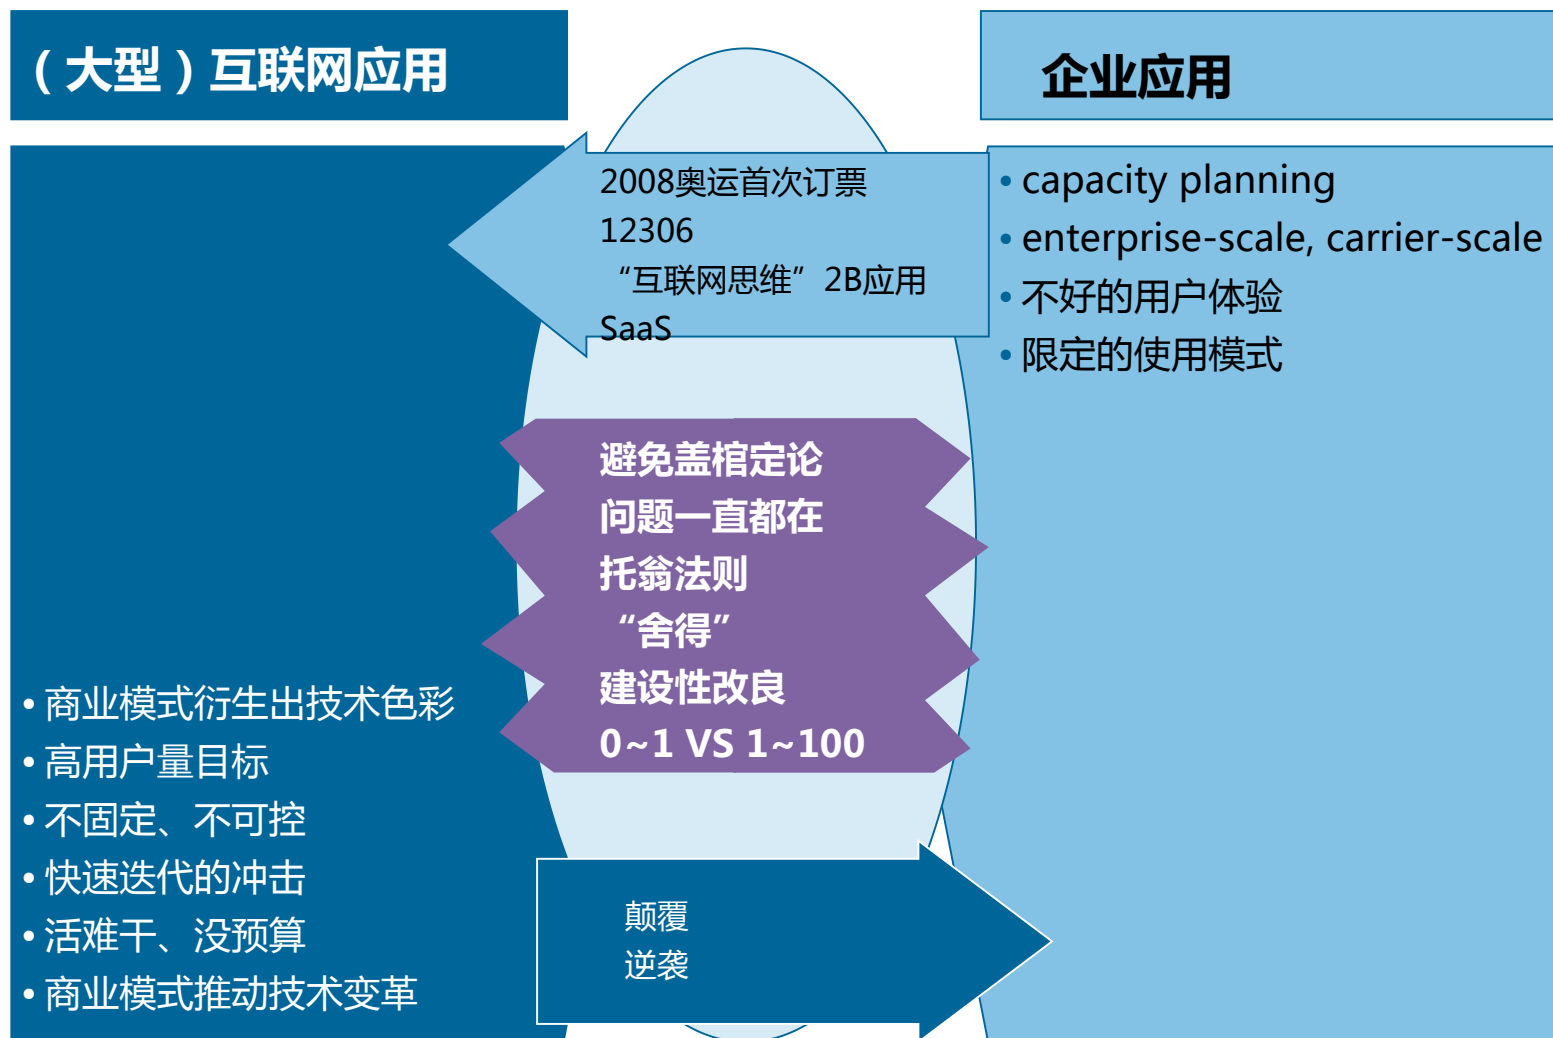 （大型）互联网应用
企业应用
2008奥运首次订票
12306
“互联网思维”2B应用
SaaS
• capacity planning
• enterprise-scale, carrier-scale
• 不好的用户体验
• 限定的使用模式
避免盖棺定论
问题一直都在
托翁法则
“舍得”
建设性改良
0~1 VS 1~100
• 商业模式衍生出技术色彩
• 高用户量目标
• 不固定、不可控
• 快速迭代的冲击
• 活难干、没预算
• 商业模式推动技术变革
颠覆
逆袭